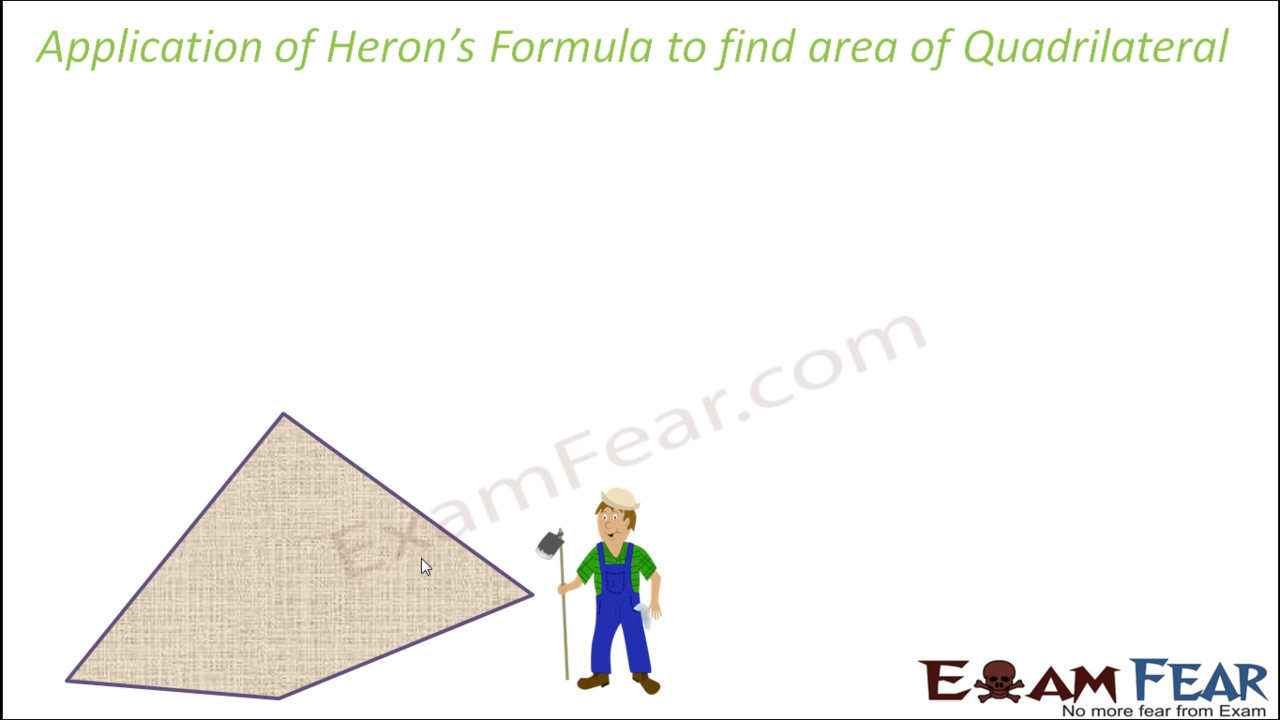 Application of Heron’s Formula to find area of Quadrilateral
ExamFear.com
EXAM FEAR
No more fear from Exam